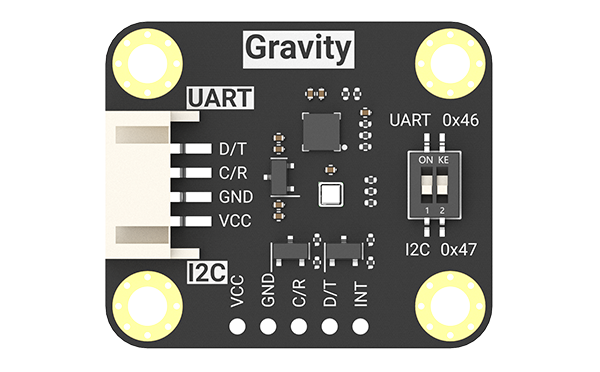 Gravity
UART
D/T
C/R
GND
VCC
I2C
UART 0x46
ON KE
1 2
I2C 0x47
VCC
GND
C/R
D/T
INT